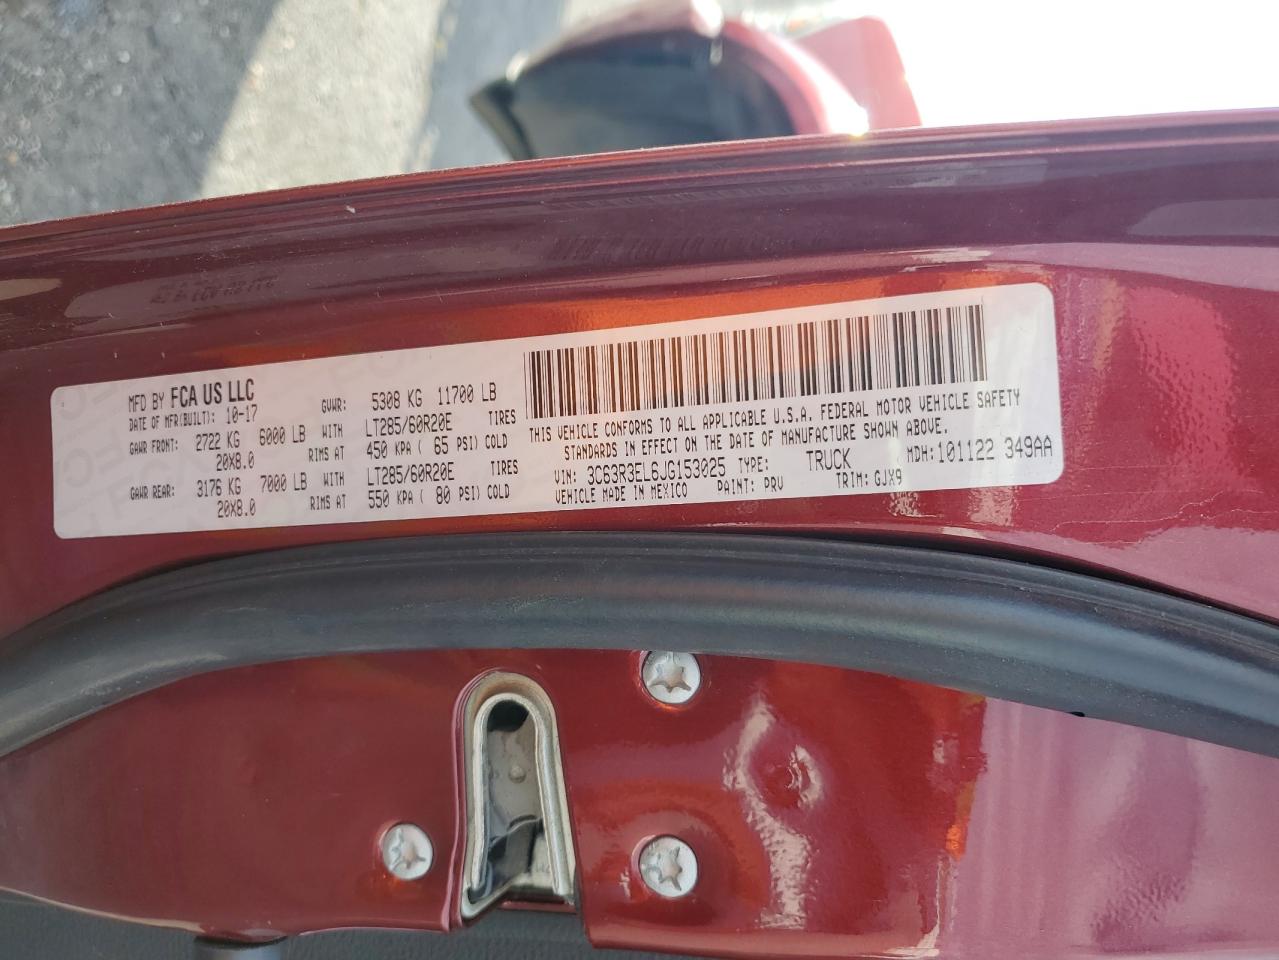 MFD BY FCA US LLC
DATE OF MFR(BUILT): 10-17 GVWR: 5308 KG 11700 LB
GAWR FRONT: 2722 KG 6000 LB WITH LT285/60R20E TIRES
20X8.0 RIMS AT 450 KPA ( 65 PSI) COLD
GAWR REAR: 3176 KG 7000 LB WITH LT285/60R20E TIRES
20X8.0 RIMS AT 550 KPA ( 80 PSI) COLD
THIS VEHICLE CONFORMS TO ALL APPLICABLE U.S.A. FEDERAL MOTOR VEHICLE SAFETY
STANDARDS IN EFFECT ON THE DATE OF MANUFACTURE SHOWN ABOVE.
VIN: 3C63R3EL6JG153025 TYPE: TRUCK MDH: 101122 349AA
VEHICLE MADE IN MEXICO PAINT: PRV TRIM: GJX9